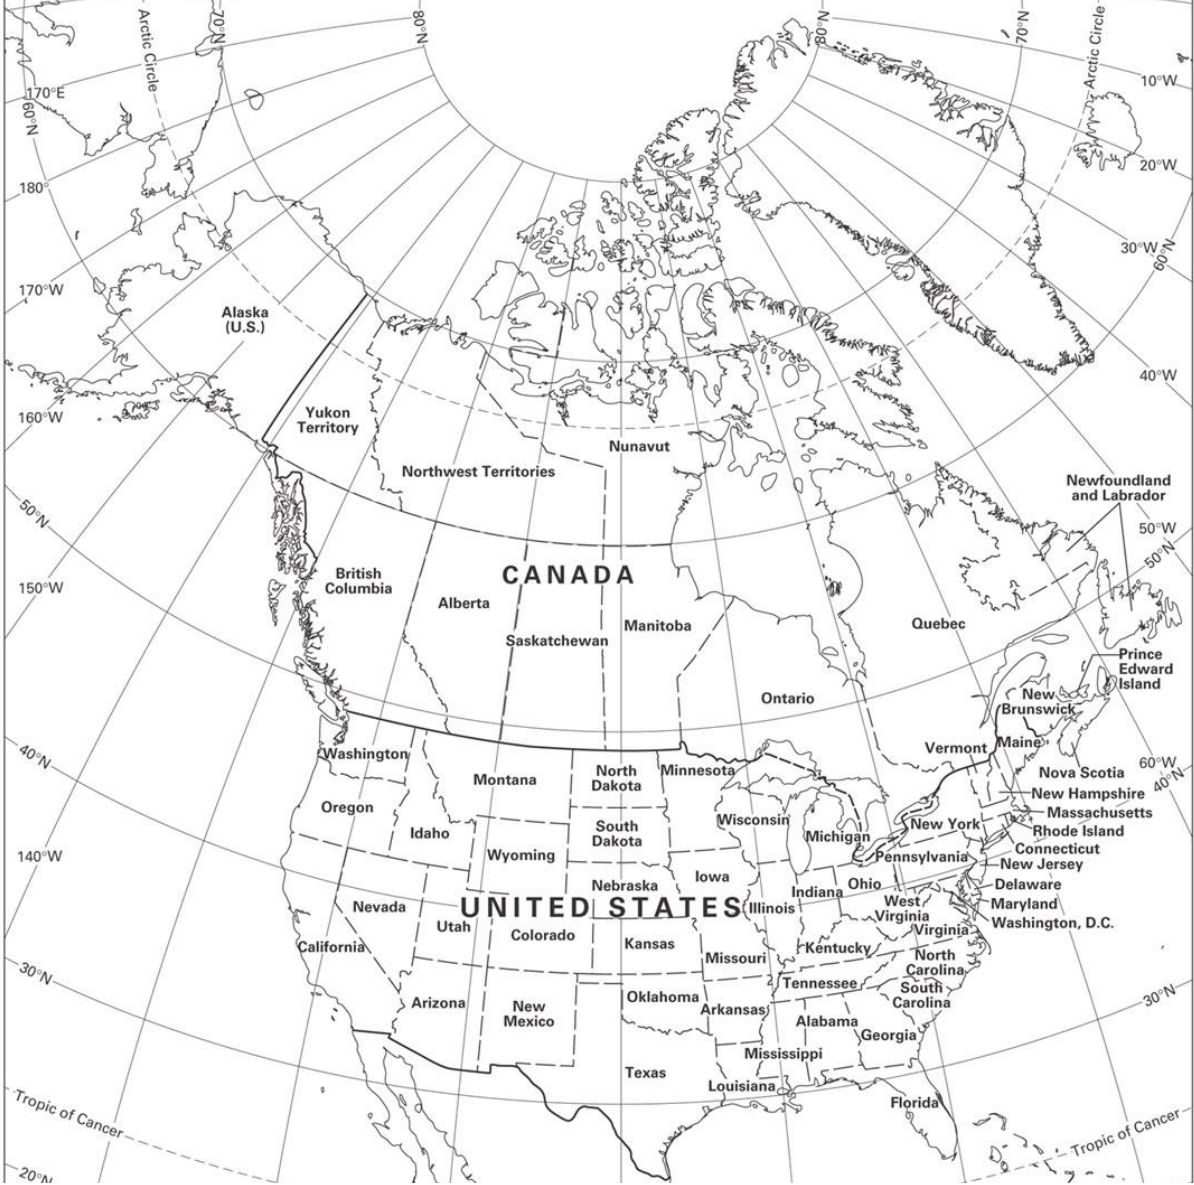 Arctic Circle
70°N
80°N
80°N
70°N
Arctic Circle
170°E
60°N
10°W
20°W
180°
30°W
60°N
170°W
Alaska
(U.S.)
40°W
160°W
Yukon
Territory
Nunavut
Northwest Territories
Newfoundland
and Labrador
50°N
50°W
50°N
150°W
British
Columbia
CANADA
Alberta
Saskatchewan
Manitoba
Quebec
Ontario
Prince
Edward
Island
New
Brunswick
40°N
Washington
Vermont
Maine
60°W
40°N
Nova Scotia
Montana
North
Dakota
Minnesota
New Hampshire
Oregon
Idaho
South
Dakota
Wisconsin
Michigan
New York
Massachusetts
Rhode Island
Connecticut
140°W
Wyoming
Pennsylvania
New Jersey
Iowa
Nebraska
Illinois
Indiana
Ohio
Delaware
Maryland
Washington, D.C.
UNITED STATES
Nevada
Utah
Colorado
West
Virginia
Virginia
California
Kansas
Missouri
Kentucky
North
Carolina
30°N
Arizona
New
Mexico
Oklahoma
Arkansas
Tennessee
South
Carolina
30°N
Alabama
Georgia
Mississippi
Texas
Louisiana
Florida
Tropic of Cancer
Tropic of Cancer
20°N